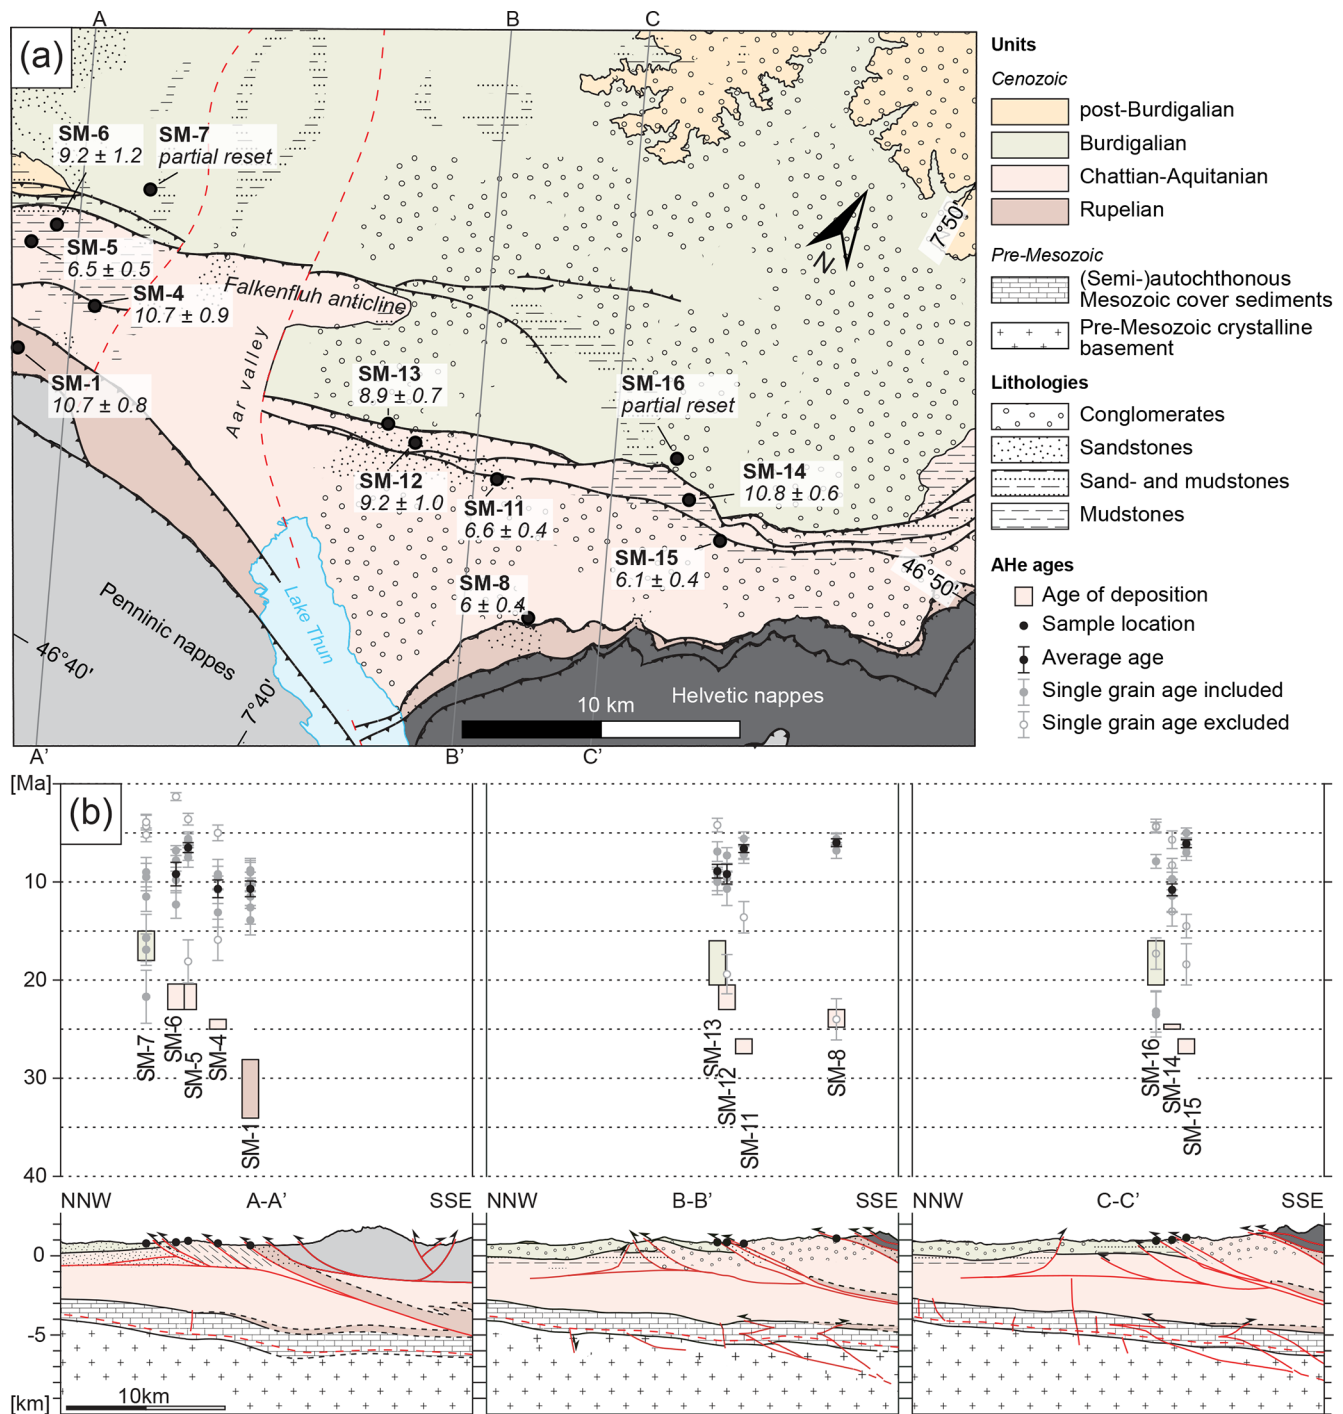 A
B
C
(a)
SM-6
9.2 ± 1.2
SM-7
partial reset
SM-5
6.5 ± 0.5
SM-4
10.7 ± 0.9
SM-1
10.7 ± 0.8
Falkenfluh anticline
Aar valley
N
7°50'
SM-13
8.9 ± 0.7
SM-16
partial reset
SM-12
9.2 ± 1.0
SM-11
6.6 ± 0.4
SM-14
10.8 ± 0.6
SM-15
6.1 ± 0.4
SM-8
6 ± 0.4
46°50'
Penninic nappes
Lake Thun
46°40'
7°40'
10 km
Helvetic nappes
A'
B'
C'
Units
Cenozoic
post-Burdigalian
Burdigalian
Chattian-Aquitanian
Rupelian
Pre-Mesozoic
(Semi-)autochthonous
Mesozoic cover sediments
Pre-Mesozoic crystalline
basement
Lithologies
Conglomerates
Sandstones
Sand- and mudstones
Mudstones
AHe ages
Age of deposition
Sample location
Average age
Single grain age included
Single grain age excluded
[Ma]
(b)
10
20
30
40
SM-7
SM-6
SM-5
SM-4
SM-1
SM-13
SM-12
SM-11
SM-8
SM-16
SM-14
SM-15
NNW
A-A'
SSE
NNW
B-B'
SSE
NNW
C-C'
SSE
0
-5
[km]
10km